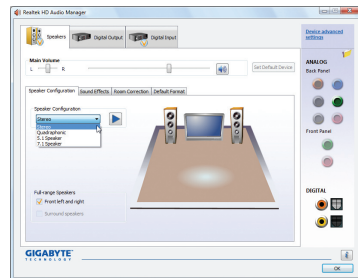 Realtek HD Audio Manager
Speakers
Digital Output
Digital Input
Device advanced
settings
Main Volume
L
R
Set Default Device
ANALOG
Back Panel
Speaker Configuration
Sound Effects
Room Correction
Default Format
Speaker Configuration
Stereo
Stereo
Quadraphonic
5.1 Speaker
7.1 Speaker
Front Panel
Full-range Speakers
Front left and right
Surround speakers
DIGITAL
GIGABYTE
TECHNOLOGY
i
OK